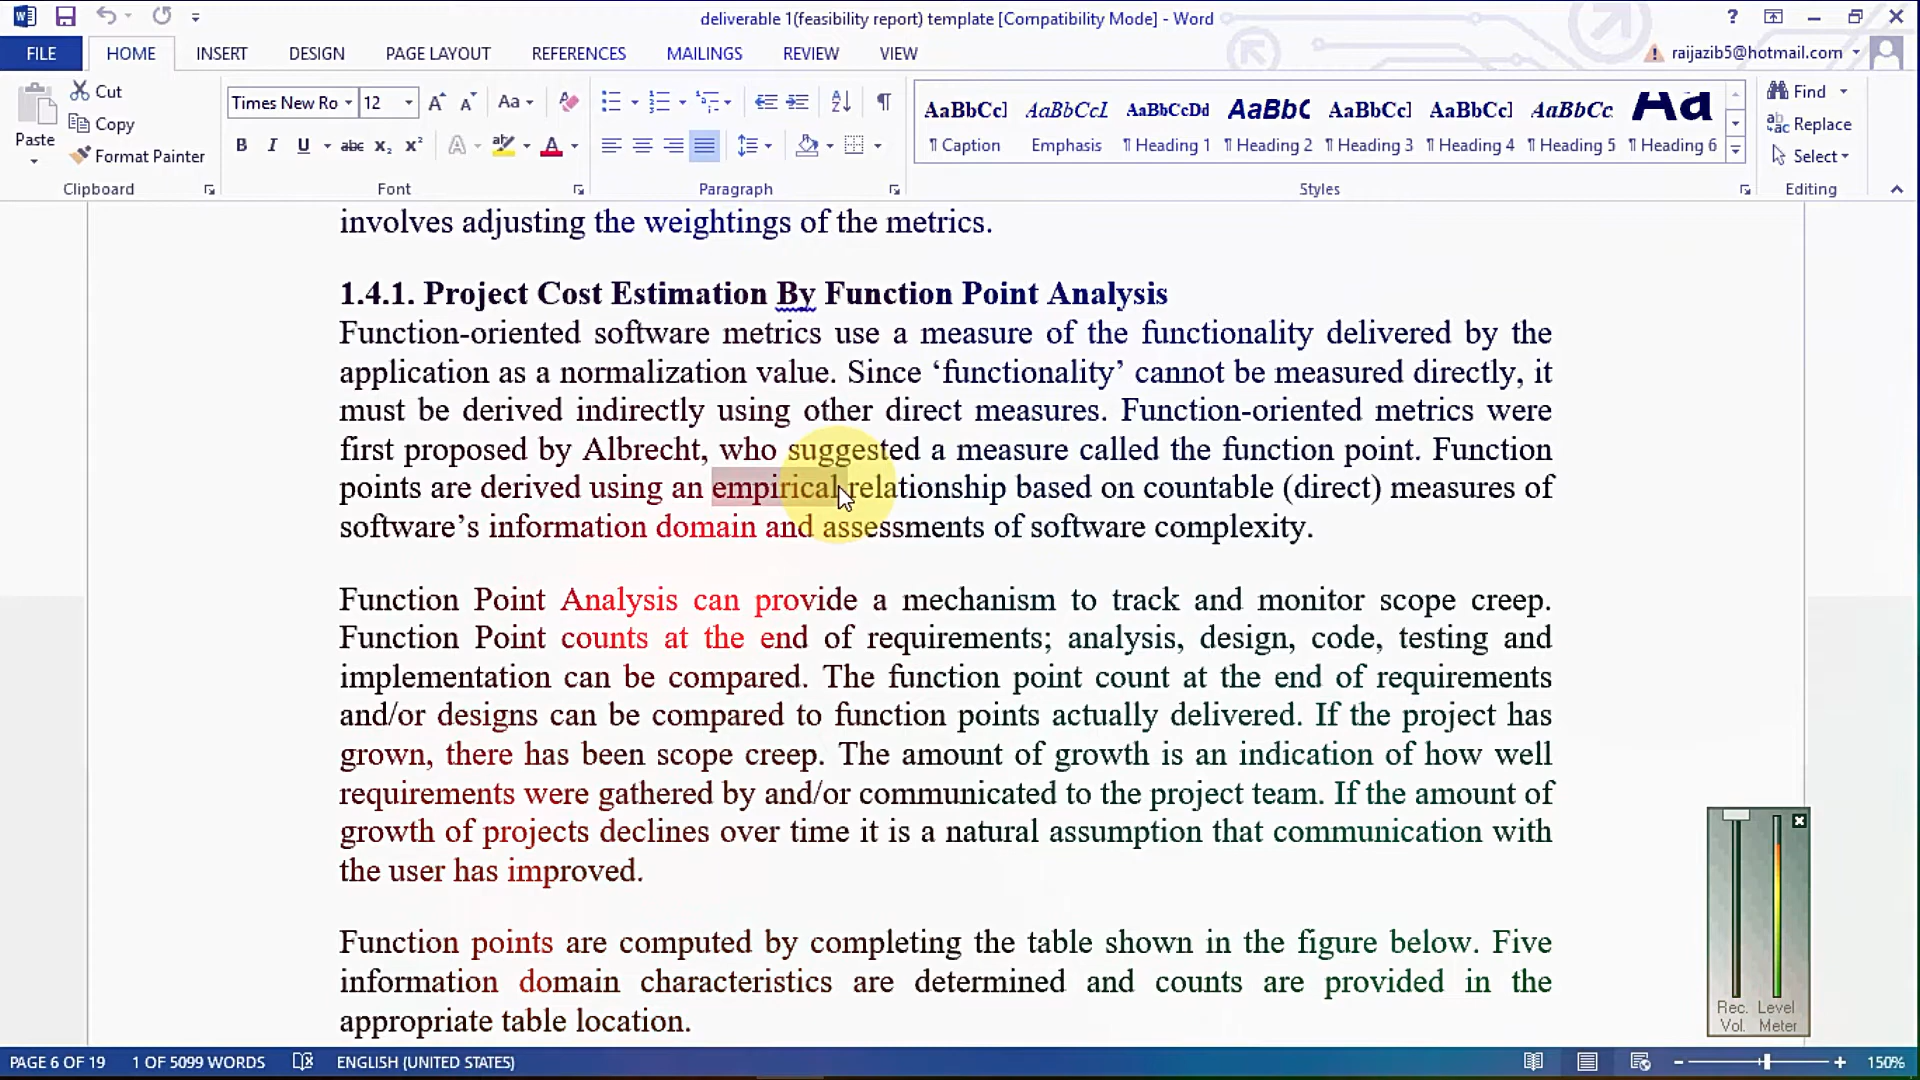 deliverable 1(feasibility report) template [Compatibility Mode] - Word
?
FILE HOME INSERT DESIGN PAGE LAYOUT REFERENCES MAILINGS REVIEW VIEW raijazib5@hotmail.com
Paste Cut Copy Format Painter
Times New Ro 12 Aa
B I U abc X₂ X² A A
AaBbCc] AaBbCcI AaBbCcDd AaBbC AaBbCc] AaBbCc] AaBbCc Aa
¶ Caption Emphasis ¶ Heading 1 ¶ Heading 2 ¶ Heading 3 ¶ Heading 4 ¶ Heading 5 ¶ Heading 6
Find
Replace
Select
Clipboard Font Paragraph Styles Editing
involves adjusting the weightings of the metrics.
1.4.1. Project Cost Estimation By Function Point Analysis
Function-oriented software metrics use a measure of the functionality delivered by the
application as a normalization value. Since ‘functionality’ cannot be measured directly, it
must be derived indirectly using other direct measures. Function-oriented metrics were
first proposed by Albrecht, who suggested a measure called the function point. Function
points are derived using an empirical relationship based on countable (direct) measures of
software’s information domain and assessments of software complexity.
Function Point Analysis can provide a mechanism to track and monitor scope creep.
Function Point counts at the end of requirements; analysis, design, code, testing and
implementation can be compared. The function point count at the end of requirements
and/or designs can be compared to function points actually delivered. If the project has
grown, there has been scope creep. The amount of growth is an indication of how well
requirements were gathered by and/or communicated to the project team. If the amount of
growth of projects declines over time it is a natural assumption that communication with
the user has improved.
Function points are computed by completing the table shown in the figure below. Five
information domain characteristics are determined and counts are provided in the
appropriate table location.
Rec. Level
Vol. Meter
PAGE 6 OF 19 1 OF 5099 WORDS ENGLISH (UNITED STATES) 150%